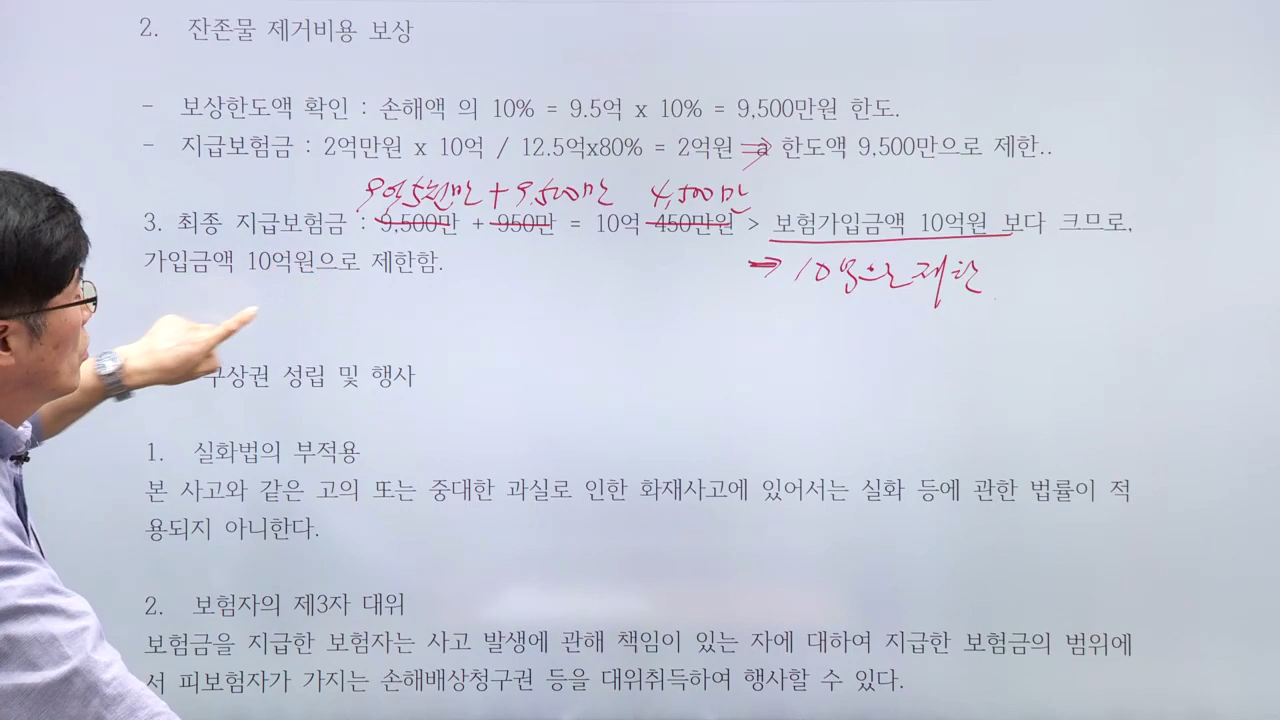 2. 잔존물 제거비용 보상
- 보상한도액 확인 : 손해액 의 10% = 9.5억 x 10% = 9,500만원 한도.
- 지급보험금 : 2억만원 x 10억 / 12.5억x80% = 2억원 ⇒ 한도액 9,500만으로 제한..
9억5천만 + 9,500만 4,500만
3. 최종 지급보험금 : 9,500만 + 950만 = 10억 450만원 > 보험가입금액 10억원 보다 크므로,
가입금액 10억원으로 제한함.
⇒ 10억으로 제한
구상권 성립 및 행사
1. 실화법의 부적용
본 사고와 같은 고의 또는 중대한 과실로 인한 화재사고에 있어서는 실화 등에 관한 법률이 적
용되지 아니한다.
2. 보험자의 제3자 대위
보험금을 지급한 보험자는 사고 발생에 관해 책임이 있는 자에 대하여 지급한 보험금의 범위에
서 피보험자가 가지는 손해배상청구권 등을 대위취득하여 행사할 수 있다.